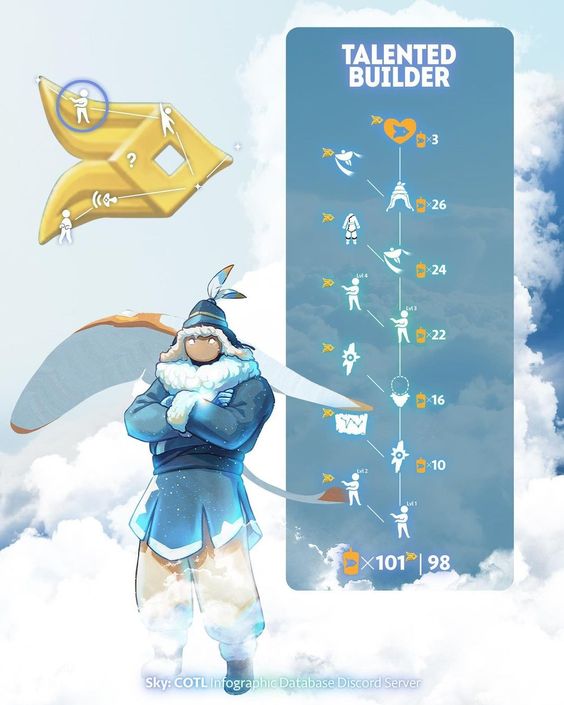 TALENTED
BUILDER
×3
?
×26
×24
Lvl 4
Lvl 3
×22
×16
×10
Lvl 2
Lvl 1
×101 | 98
Sky: COTL Infographic Database Discord Server